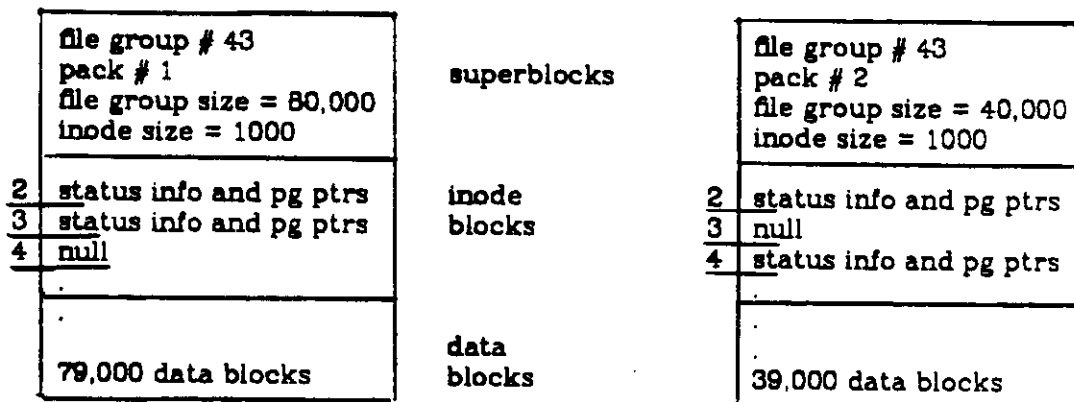 file group # 43
pack # 1
file group size = 80,000
inode size = 1000
2 status info and pg ptrs
3 status info and pg ptrs
4 null
.
.
79,000 data blocks
superblocks
inode
blocks
data
blocks
file group # 43
pack # 2
file group size = 40,000
inode size = 1000
2 status info and pg ptrs
3 null
4 status info and pg ptrs
.
.
39,000 data blocks